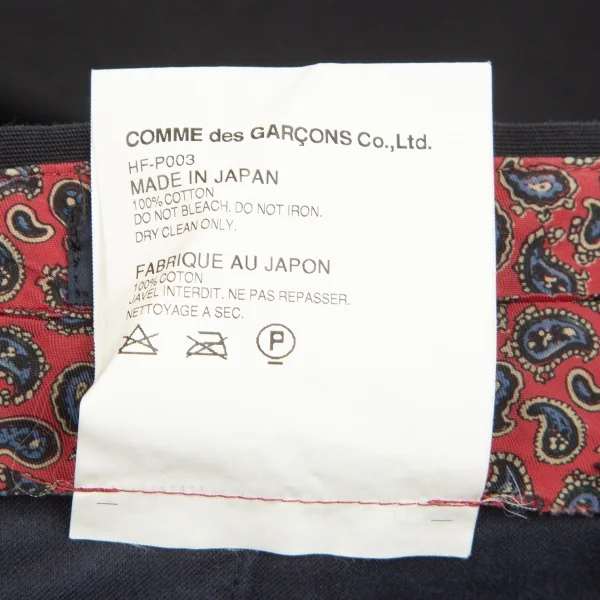 COMME des GARÇONS Co.,Ltd.
HF-P003
MADE IN JAPAN
100% COTTON
DO NOT BLEACH. DO NOT IRON.
DRY CLEAN ONLY.
FABRIQUE AU JAPON
100% COTON
JAVEL INTERDIT. NE PAS REPASSER.
NETTOYAGE A SEC.
P